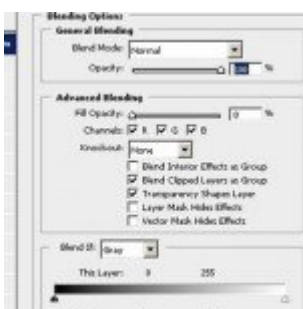 Blending Options
General Blending
Blend Mode: Normal
Opacity: 100 %
Advanced Blending
Fill Opacity: 0 %
Channels: R G B
Knockout: None
Blend Interior Effects as Group
Blend Clipped Layers as Group
Transparency Shapes Layer
Layer Mask Hides Effects
Vector Mask Hides Effects
Blend If: Gray
This Layer: 0 255